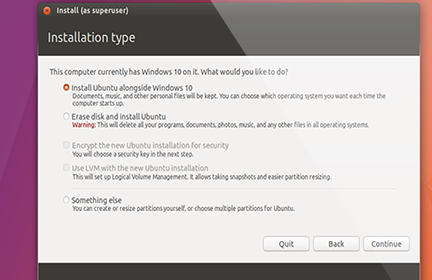 Install (as superuser)
Installation type
This computer currently has Windows 10 on it. What would you like to do?
Install Ubuntu alongside Windows 10
Documents, music, and other personal files will be kept. You can choose which operating system you want each time the
computer starts up.
Erase disk and install Ubuntu
Warning: This will delete all your programs, documents, photos, music, and any other files in all operating systems.
Encrypt the new Ubuntu installation for security
You will choose a security key in the next step.
Use LVM with the new Ubuntu installation
This will set up Logical Volume Management. It allows taking snapshots and easier partition resizing.
Something else
You can create or resize partitions yourself, or choose multiple partitions for Ubuntu.
Quit
Back
Continue